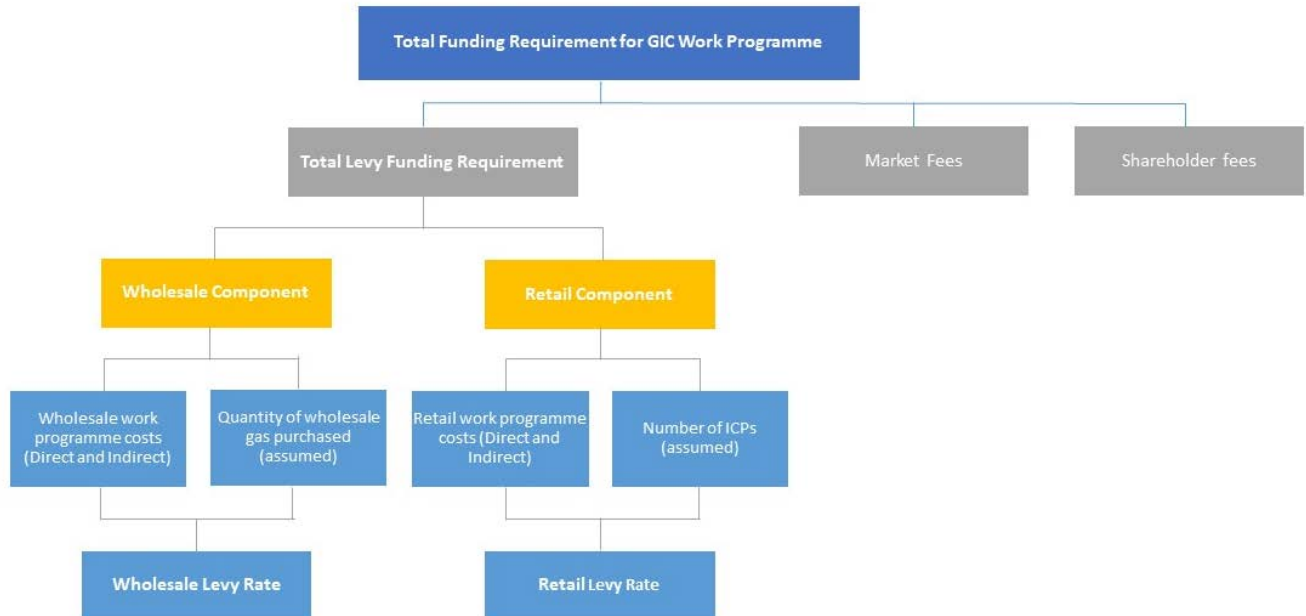 Total Funding Requirement for GIC Work Programme
Total Levy Funding Requirement
Market Fees
Shareholder fees
Wholesale Component
Retail Component
Wholesale work
programme costs
(Direct and Indirect)
Quantity of wholesale
gas purchased
(assumed)
Retail work programme
costs (Direct and
Indirect)
Number of ICPs
(assumed)
Wholesale Levy Rate
Retail Levy Rate